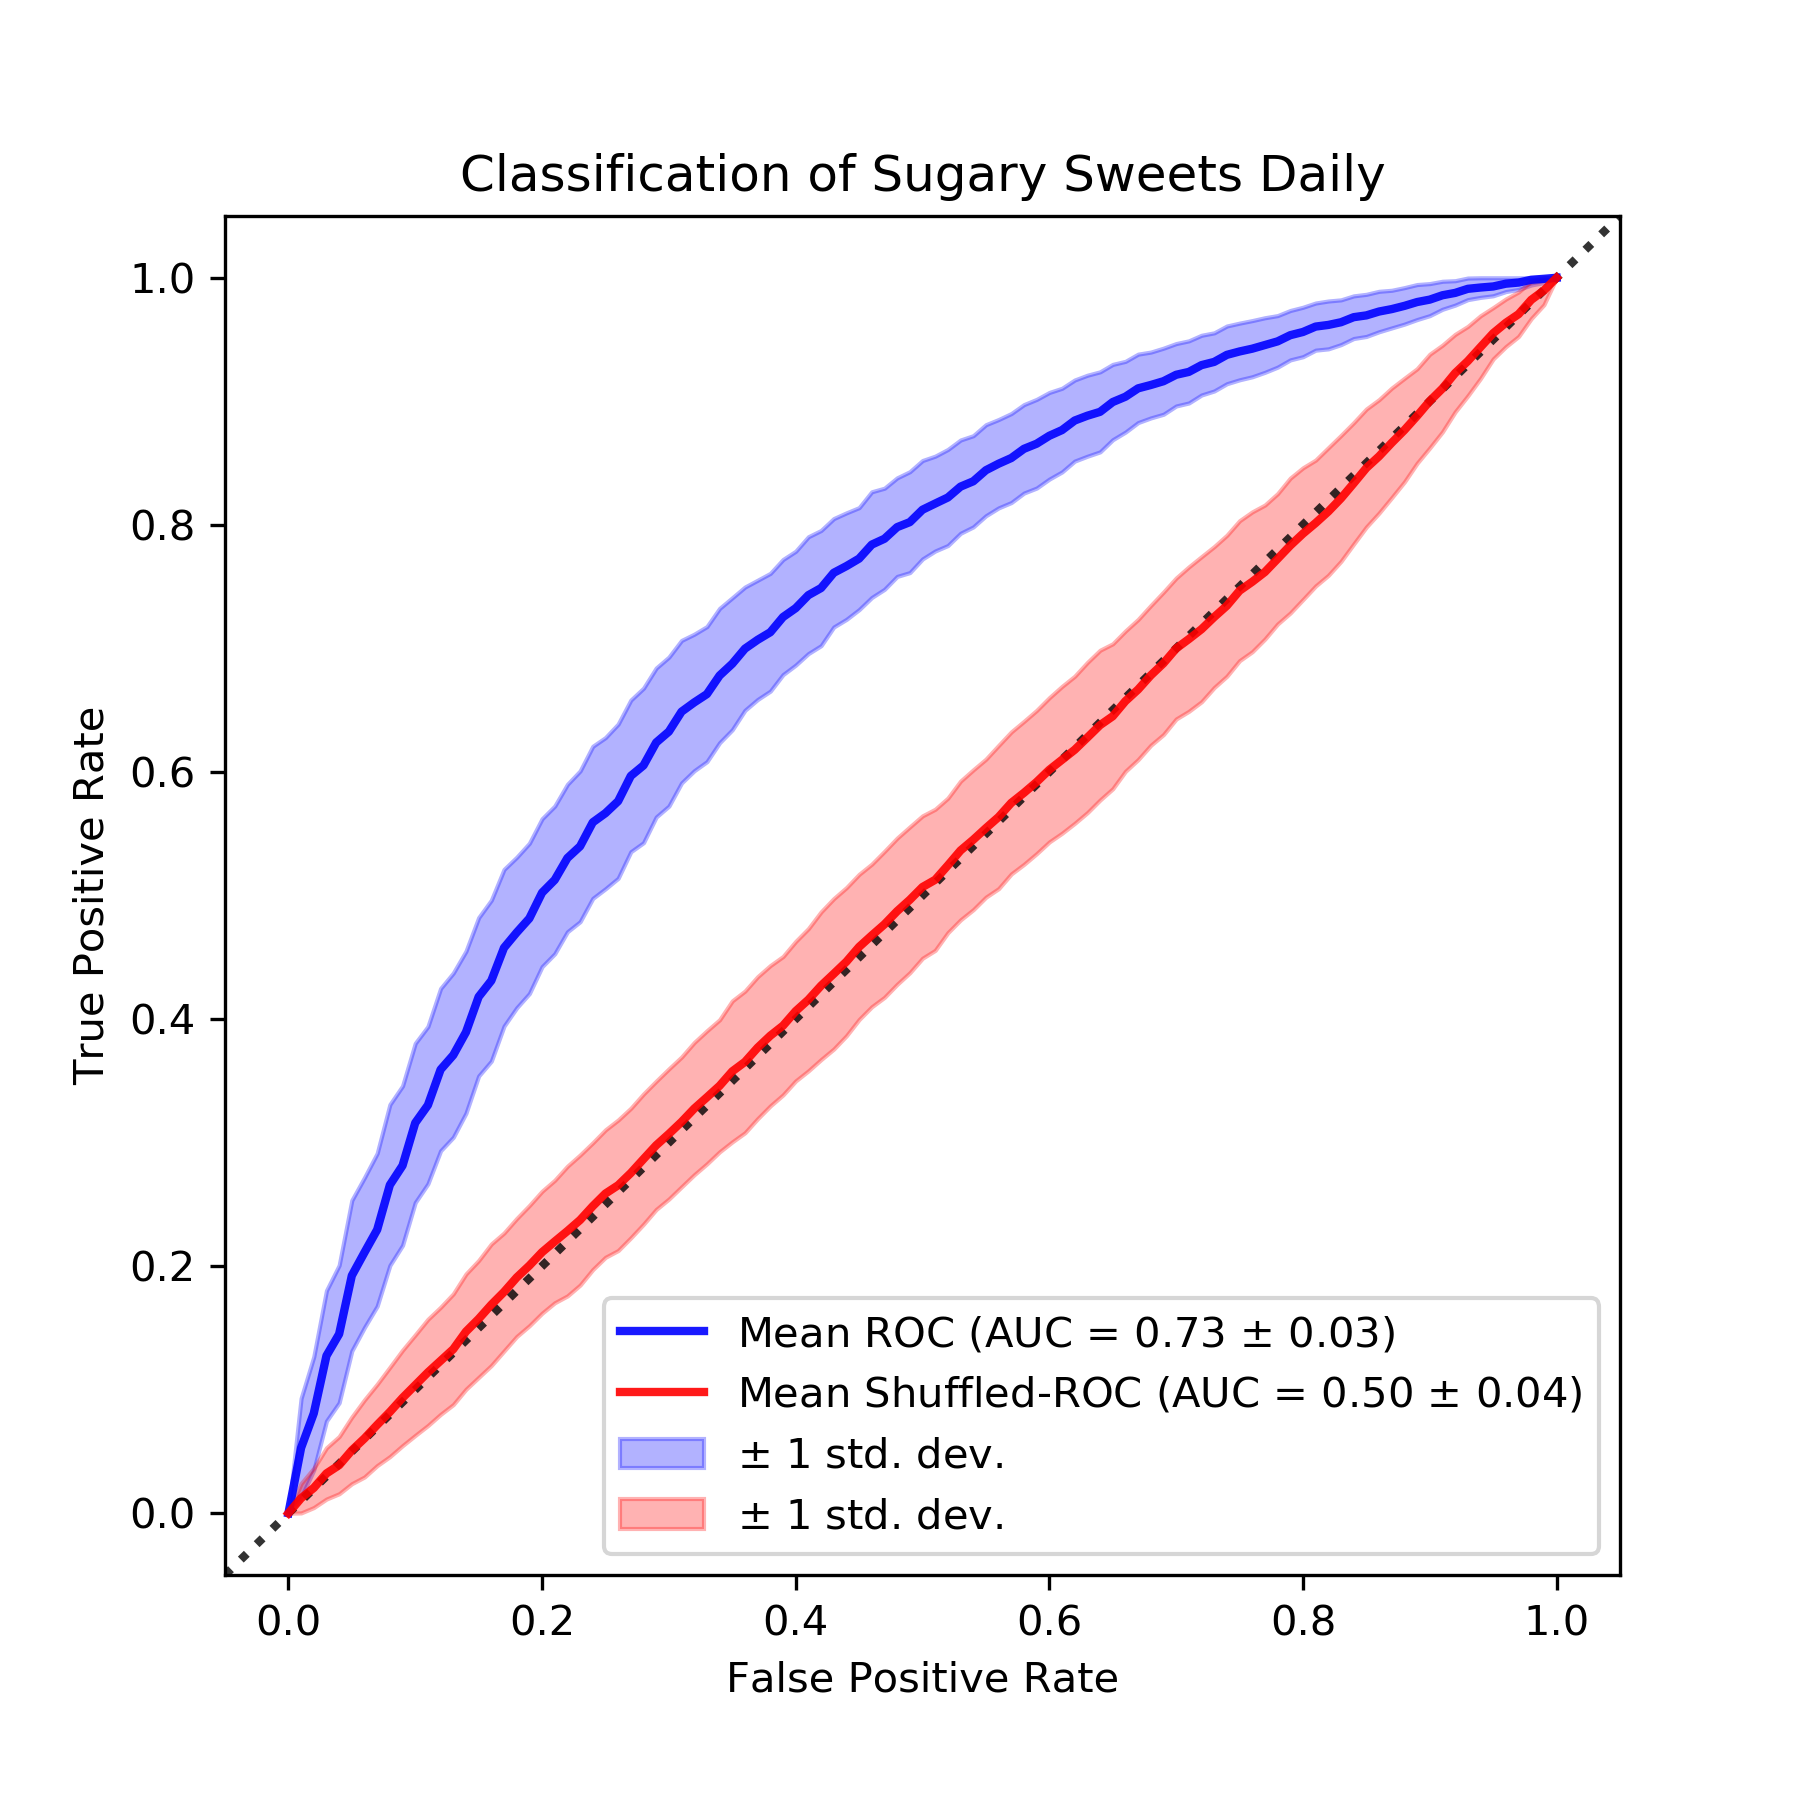 Classification of Sugary Sweets Daily
1.0
0.8
0.6
0.4
0.2
0.0
True Positive Rate
Mean ROC (AUC = 0.73 ± 0.03)
Mean Shuffled-ROC (AUC = 0.50 ± 0.04)
± 1 std. dev.
± 1 std. dev.
0.0 0.2 0.4 0.6 0.8 1.0
False Positive Rate